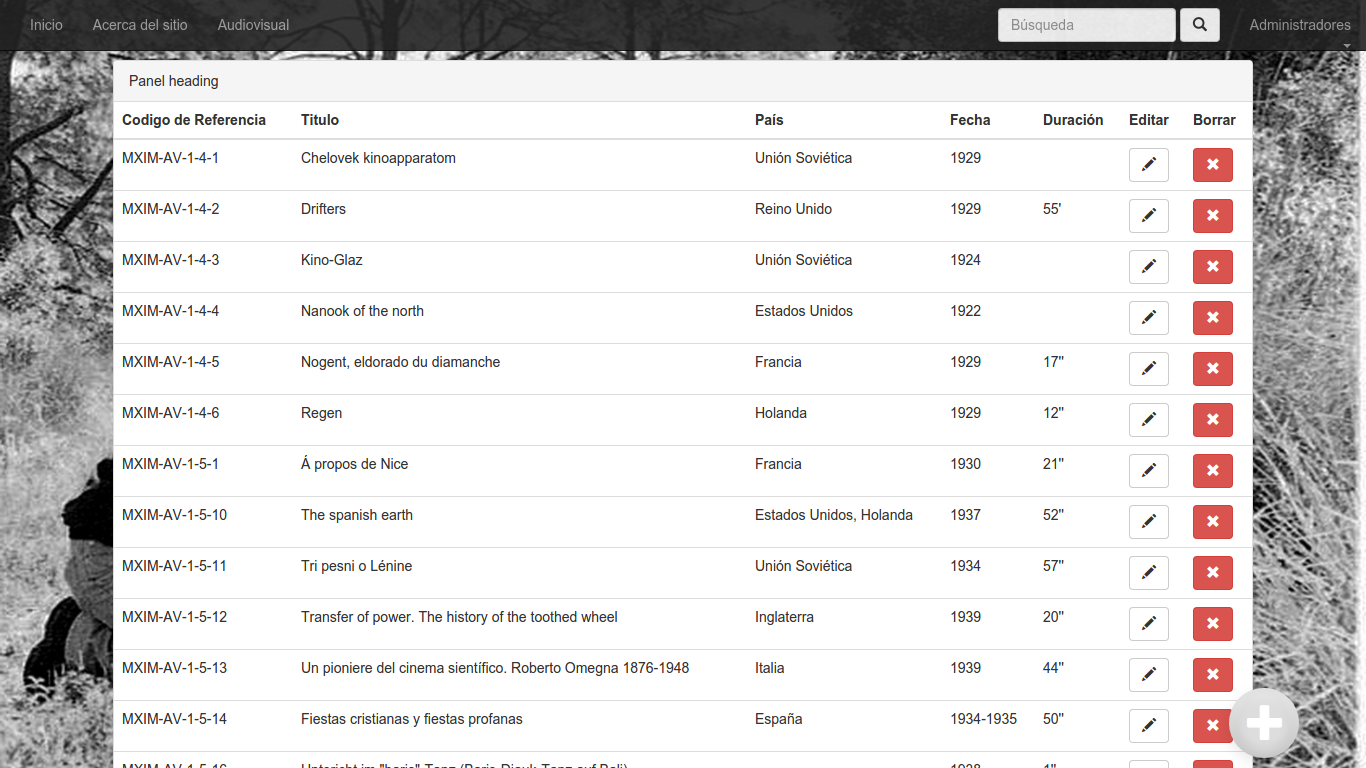 Inicio Acerca del sitio Audiovisual Búsqueda Administradores
Panel heading
Codigo de Referencia Titulo País Fecha Duración Editar Borrar
MXIM-AV-1-4-1 Chelovek kinoapparatom Unión Soviética 1929
MXIM-AV-1-4-2 Drifters Reino Unido 1929 55'
MXIM-AV-1-4-3 Kino-Glaz Unión Soviética 1924
MXIM-AV-1-4-4 Nanook of the north Estados Unidos 1922
MXIM-AV-1-4-5 Nogent, eldorado du diamanche Francia 1929 17"
MXIM-AV-1-4-6 Regen Holanda 1929 12"
MXIM-AV-1-5-1 Á propos de Nice Francia 1930 21"
MXIM-AV-1-5-10 The spanish earth Estados Unidos, Holanda 1937 52"
MXIM-AV-1-5-11 Tri pesni o Lénine Unión Soviética 1934 57"
MXIM-AV-1-5-12 Transfer of power. The history of the toothed wheel Inglaterra 1939 20"
MXIM-AV-1-5-13 Un pioniere del cinema sientífico. Roberto Omegna 1876-1948 Italia 1939 44"
MXIM-AV-1-5-14 Fiestas cristianas y fiestas profanas España 1934-1935 50"